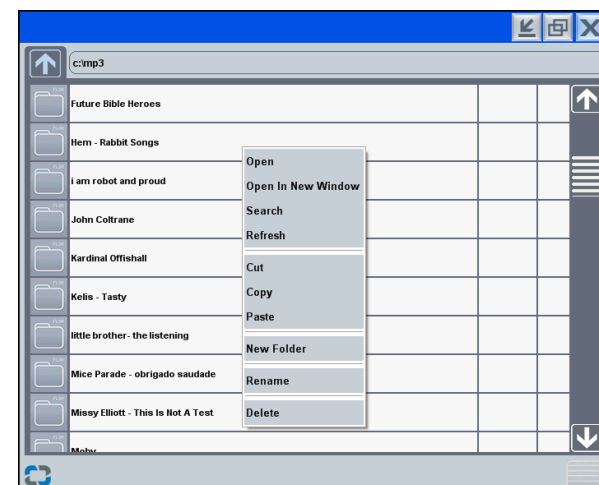 c:\mp3
Future Bible Heroes
Hem - Rabbit Songs
i am robot and proud
John Coltrane
Kardinal Offishall
Kelis - Tasty
little brother- the listening
Mice Parade - obrigado saudade
Missy Elliott - This Is Not A Test
Moby
Open
Open In New Window
Search
Refresh
Cut
Copy
Paste
New Folder
Rename
Delete